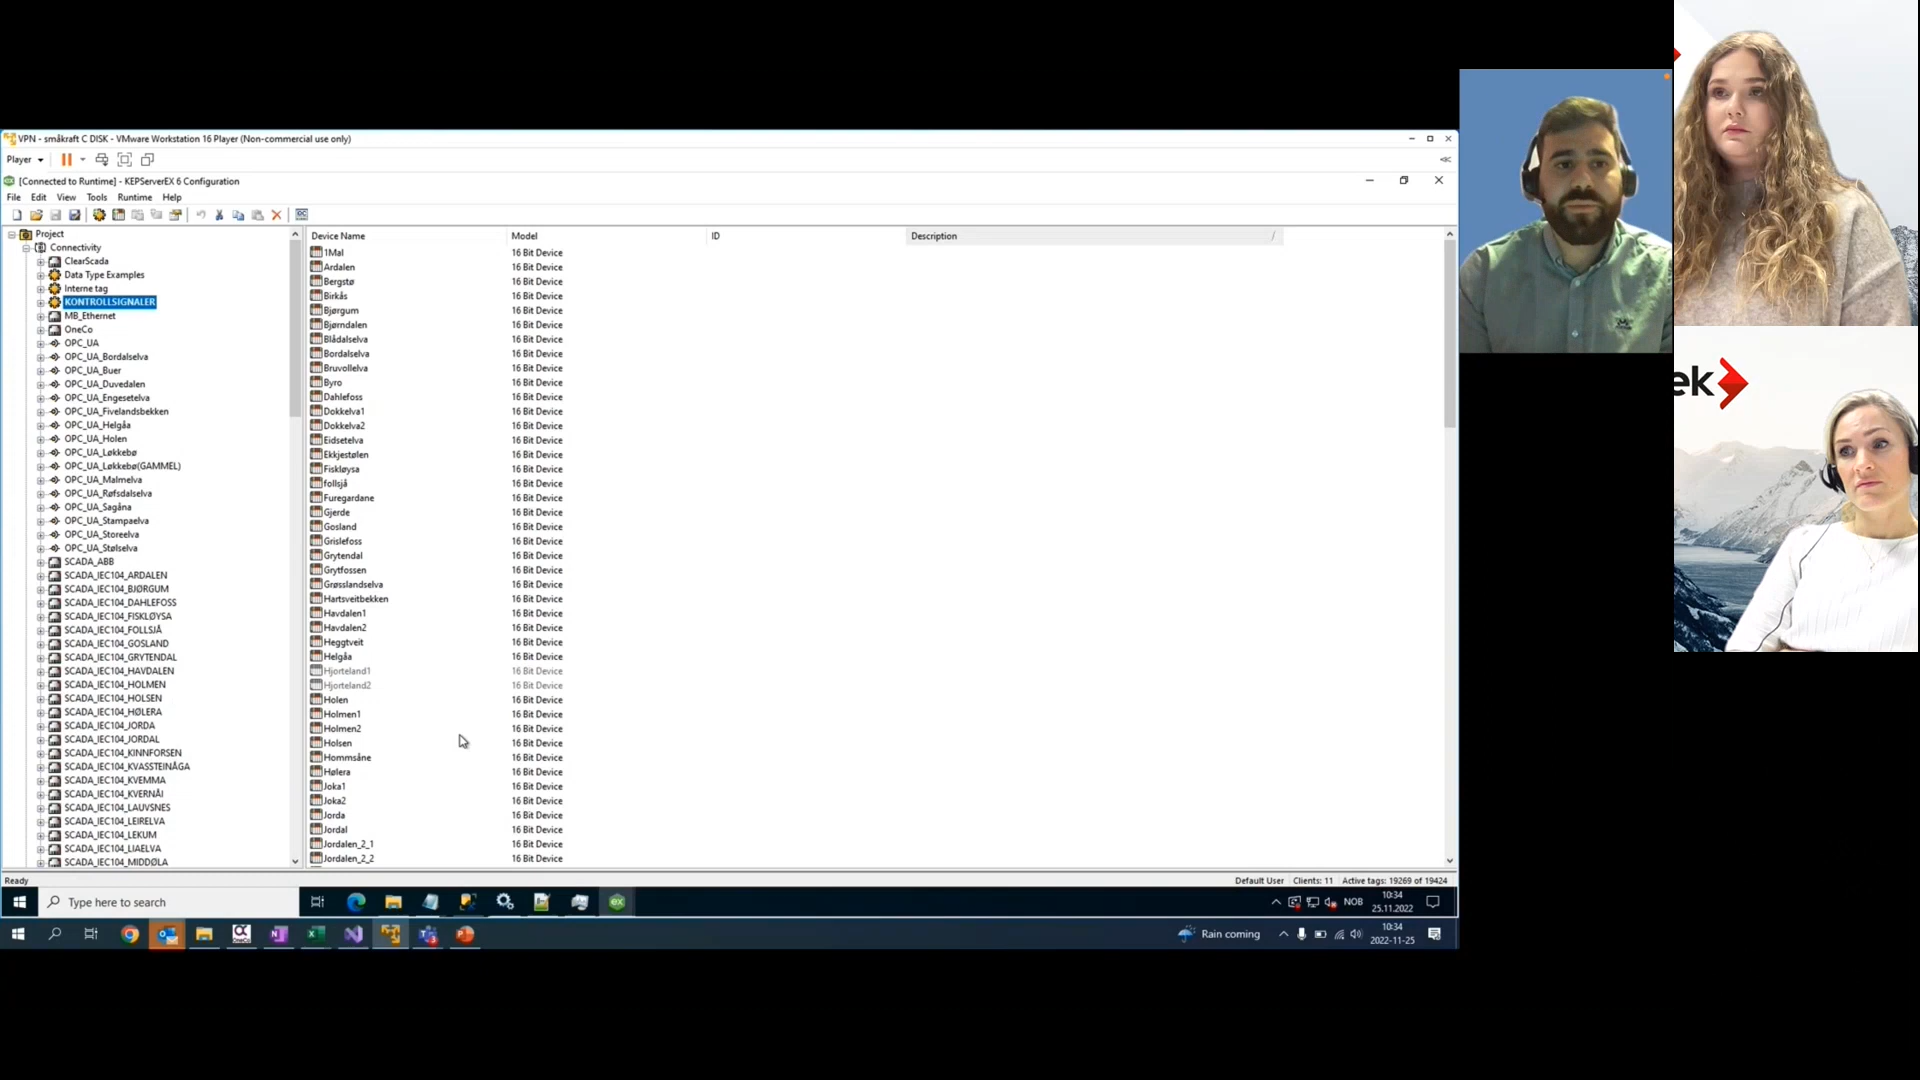 VPN - småkraft C DISK - VMware Workstation 16 Player (Non-commercial use only)
Player
[Connected to Runtime] - KEPServerEX 6 Configuration
File Edit View Tools Runtime Help
Project
Connectivity
ClearScada
Data Type Examples
Interne tag
KONTROLLSIGNALER
MB_Ethernet
OneCo
OPC_UA
OPC_UA_Bordalselva
OPC_UA_Buer
OPC_UA_Duvedalen
OPC_UA_Engesetelva
OPC_UA_Fivelandsbekken
OPC_UA_Helgåa
OPC_UA_Holen
OPC_UA_Løkkebø
OPC_UA_Løkkebø(GAMMEL)
OPC_UA_Malmelva
OPC_UA_Røfsdalselva
OPC_UA_Sagåna
OPC_UA_Stampaelva
OPC_UA_Storeelva
OPC_UA_Stølselva
SCADA_ABB
SCADA_IEC104_ARDALEN
SCADA_IEC104_BJØRGUM
SCADA_IEC104_DAHLEFOSS
SCADA_IEC104_FISKLØYSA
SCADA_IEC104_FOLLSJÅ
SCADA_IEC104_GOSLAND
SCADA_IEC104_GRYTENDAL
SCADA_IEC104_HAVDALEN
SCADA_IEC104_HOLMEN
SCADA_IEC104_HOLSEN
SCADA_IEC104_HØLERA
SCADA_IEC104_JORDA
SCADA_IEC104_JORDAL
SCADA_IEC104_KINNFORSEN
SCADA_IEC104_KVASSTEINÅGA
SCADA_IEC104_KVEMMA
SCADA_IEC104_KVERNÅI
SCADA_IEC104_LAUVSNES
SCADA_IEC104_LEIRELVA
SCADA_IEC104_LEKUM
SCADA_IEC104_LIAELVA
SCADA_IEC104_MIDDØLA
Device Name Model ID Description
1Mal 16 Bit Device
Ardalen 16 Bit Device
Bergstø 16 Bit Device
Birkås 16 Bit Device
Bjørgum 16 Bit Device
Bjørndalen 16 Bit Device
Blådalselva 16 Bit Device
Bordalselva 16 Bit Device
Bruvollelva 16 Bit Device
Byro 16 Bit Device
Dahlefoss 16 Bit Device
Dokkelva1 16 Bit Device
Dokkelva2 16 Bit Device
Eidsetelva 16 Bit Device
Ekkjestølen 16 Bit Device
Fiskløysa 16 Bit Device
follsjå 16 Bit Device
Furegardane 16 Bit Device
Gjerde 16 Bit Device
Gosland 16 Bit Device
Grislefoss 16 Bit Device
Grytendal 16 Bit Device
Grytfossen 16 Bit Device
Grøsslandselva 16 Bit Device
Hartsveitbekken 16 Bit Device
Havdalen1 16 Bit Device
Havdalen2 16 Bit Device
Heggtveit 16 Bit Device
Helgåa 16 Bit Device
Hjorteland1 16 Bit Device
Hjorteland2 16 Bit Device
Holen 16 Bit Device
Holmen1 16 Bit Device
Holmen2 16 Bit Device
Holsen 16 Bit Device
Hommsåne 16 Bit Device
Hølera 16 Bit Device
Joka1 16 Bit Device
Joka2 16 Bit Device
Jorda 16 Bit Device
Jordal 16 Bit Device
Jordalen_2_1 16 Bit Device
Jordalen_2_2 16 Bit Device
Ready
Default User Clients: 11 Active tags: 19269 of 19424
Type here to search
NOB
10:34
25.11.2022
Rain coming
10:34
2022-11-25
ek